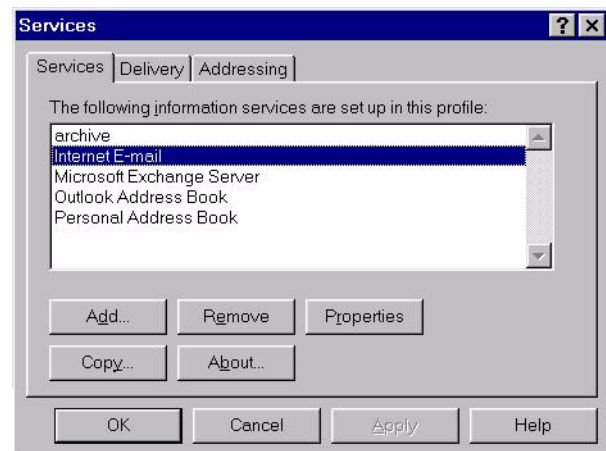 Services
Services Delivery Addressing
The following information services are set up in this profile:
archive
Internet E-mail
Microsoft Exchange Server
Outlook Address Book
Personal Address Book
Add... Remove Properties
Copy... About...
OK Cancel Apply Help